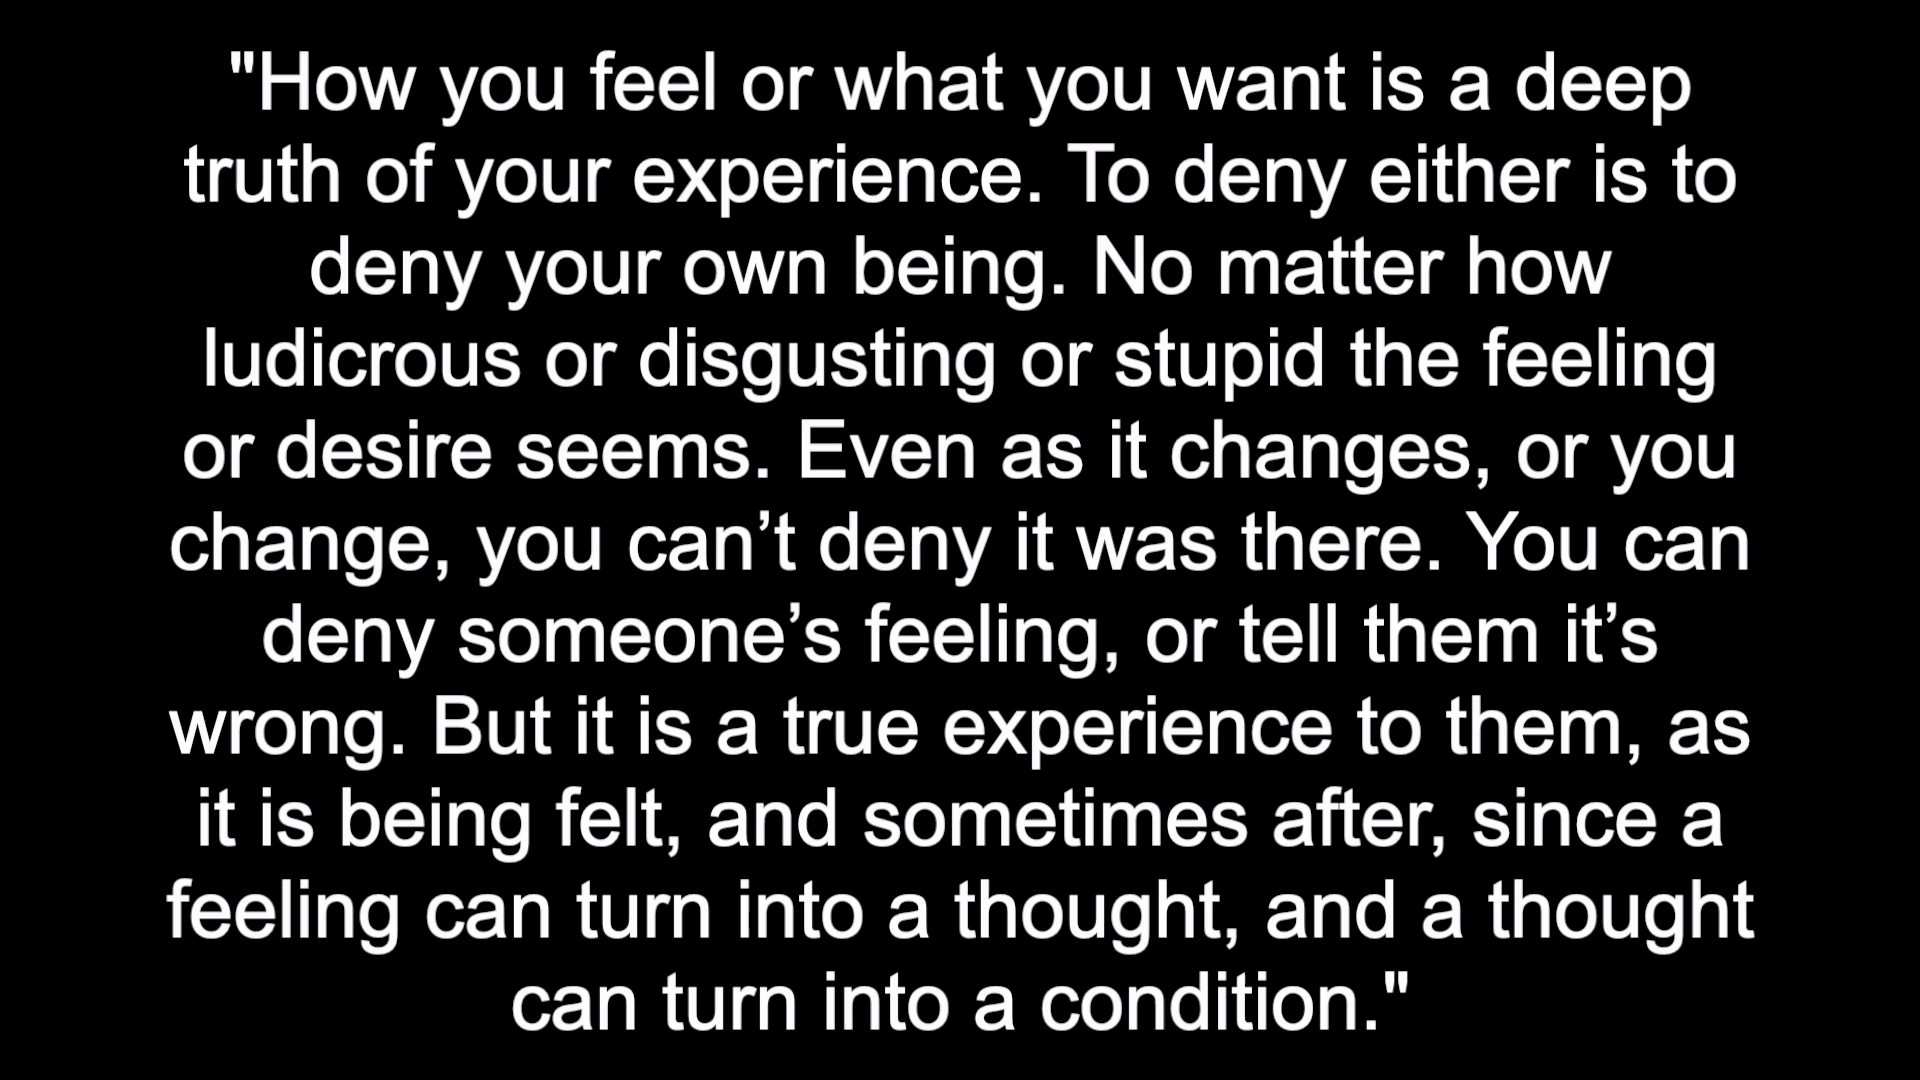 "How you feel or what you want is a deep
truth of your experience. To deny either is to
deny your own being. No matter how
ludicrous or disgusting or stupid the feeling
or desire seems. Even as it changes, or you
change, you can’t deny it was there. You can
deny someone’s feeling, or tell them it’s
wrong. But it is a true experience to them, as
it is being felt, and sometimes after, since a
feeling can turn into a thought, and a thought
can turn into a condition."